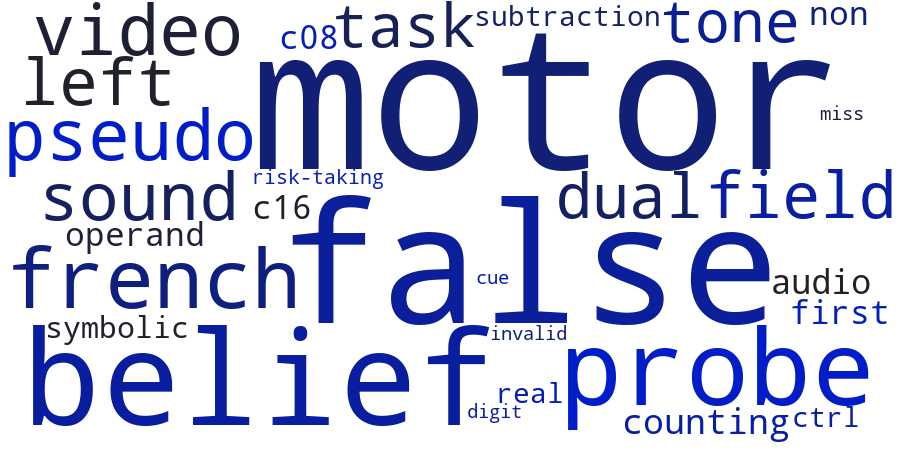 video
c08
task
subtraction
tone
non
left
motor
miss
pseudo
risk-taking
sound
c16
dual
field
operand
false
french
cue
audio
first
symbolic
invalid
belief
probe
real
digit
counting
ctrl